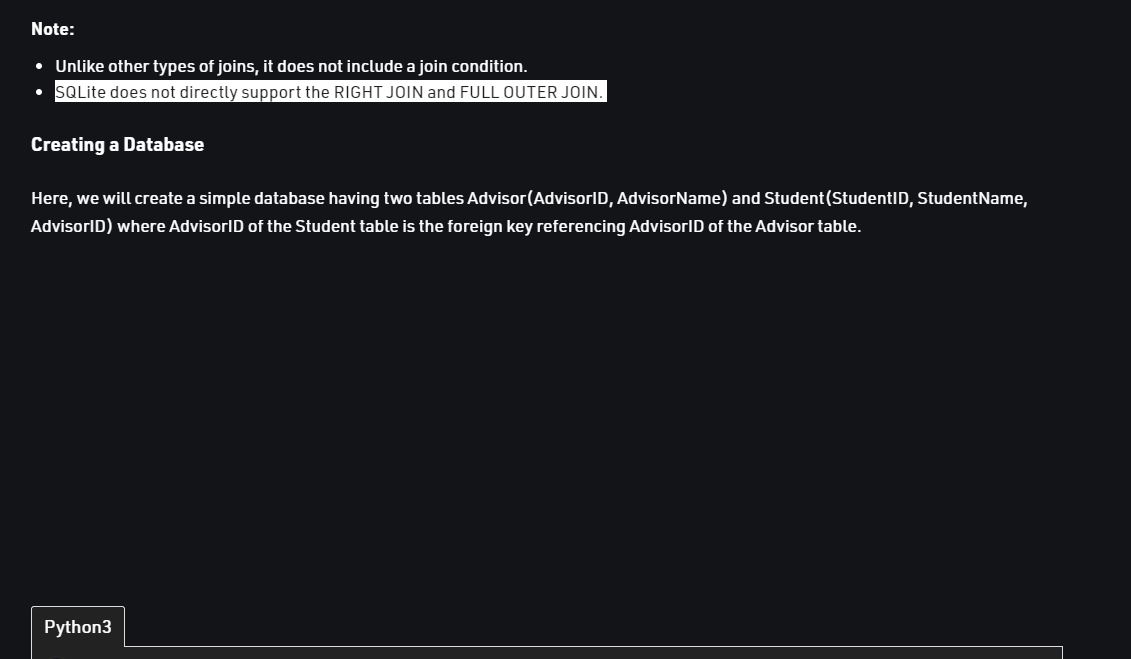 Note:
Unlike other types of joins, it does not include a join condition.
SQLite does not directly support the RIGHT JOIN and FULL OUTER JOIN.
Creating a Database
Here, we will create a simple database having two tables Advisor(AdvisorID, AdvisorName) and Student(StudentID, StudentName,
AdvisorID) where AdvisorID of the Student table is the foreign key referencing AdvisorID of the Advisor table.
Python3